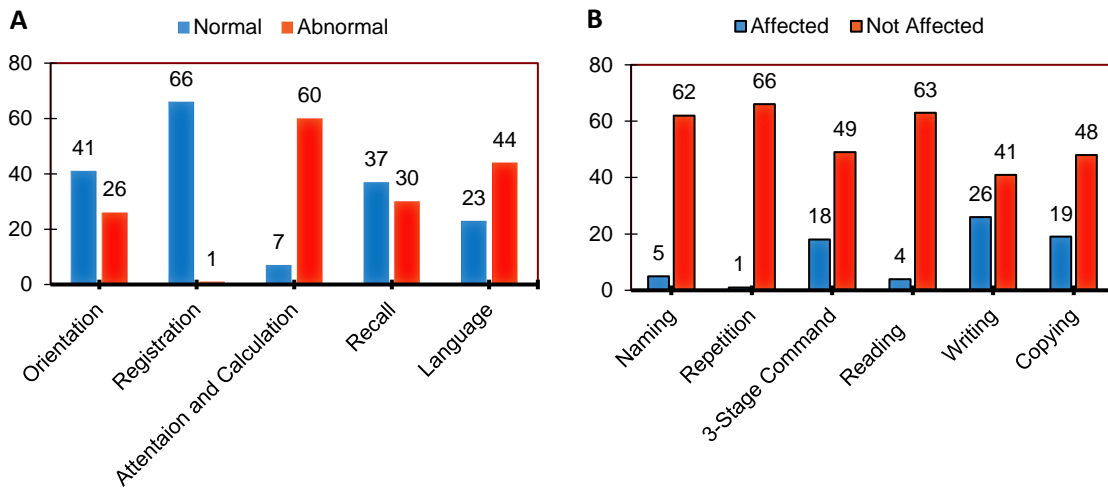 A
Normal Abnormal
80
60
40
20
0
41
26
66
1
7
60
37
30
23
44
Orientation
Registration
Attentaion and Calculation
Recall
Language
B
Affected Not Affected
80
60
40
20
0
5
62
1
66
18
49
4
63
26
41
19
48
Naming
Repetition
3-Stage Command
Reading
Writing
Copying